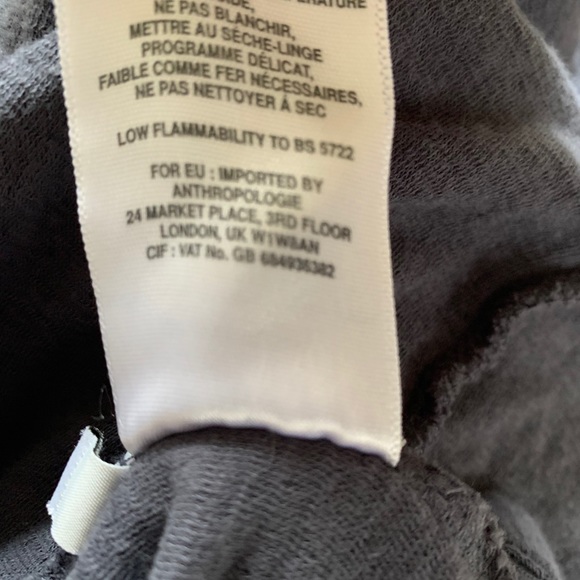 NE PAS BLANCHIR,
METTRE AU SÈCHE-LINGE
PROGRAMME DÉLICAT,
FAIBLE COMME FER NÉCESSAIRES,
NE PAS NETTOYER À SEC
LOW FLAMMABILITY TO BS 5722
FOR EU : IMPORTED BY
ANTHROPOLOGIE
24 MARKET PLACE, 3RD FLOOR
LONDON, UK W1W8AN
CIF : VAT No. GB 684936382